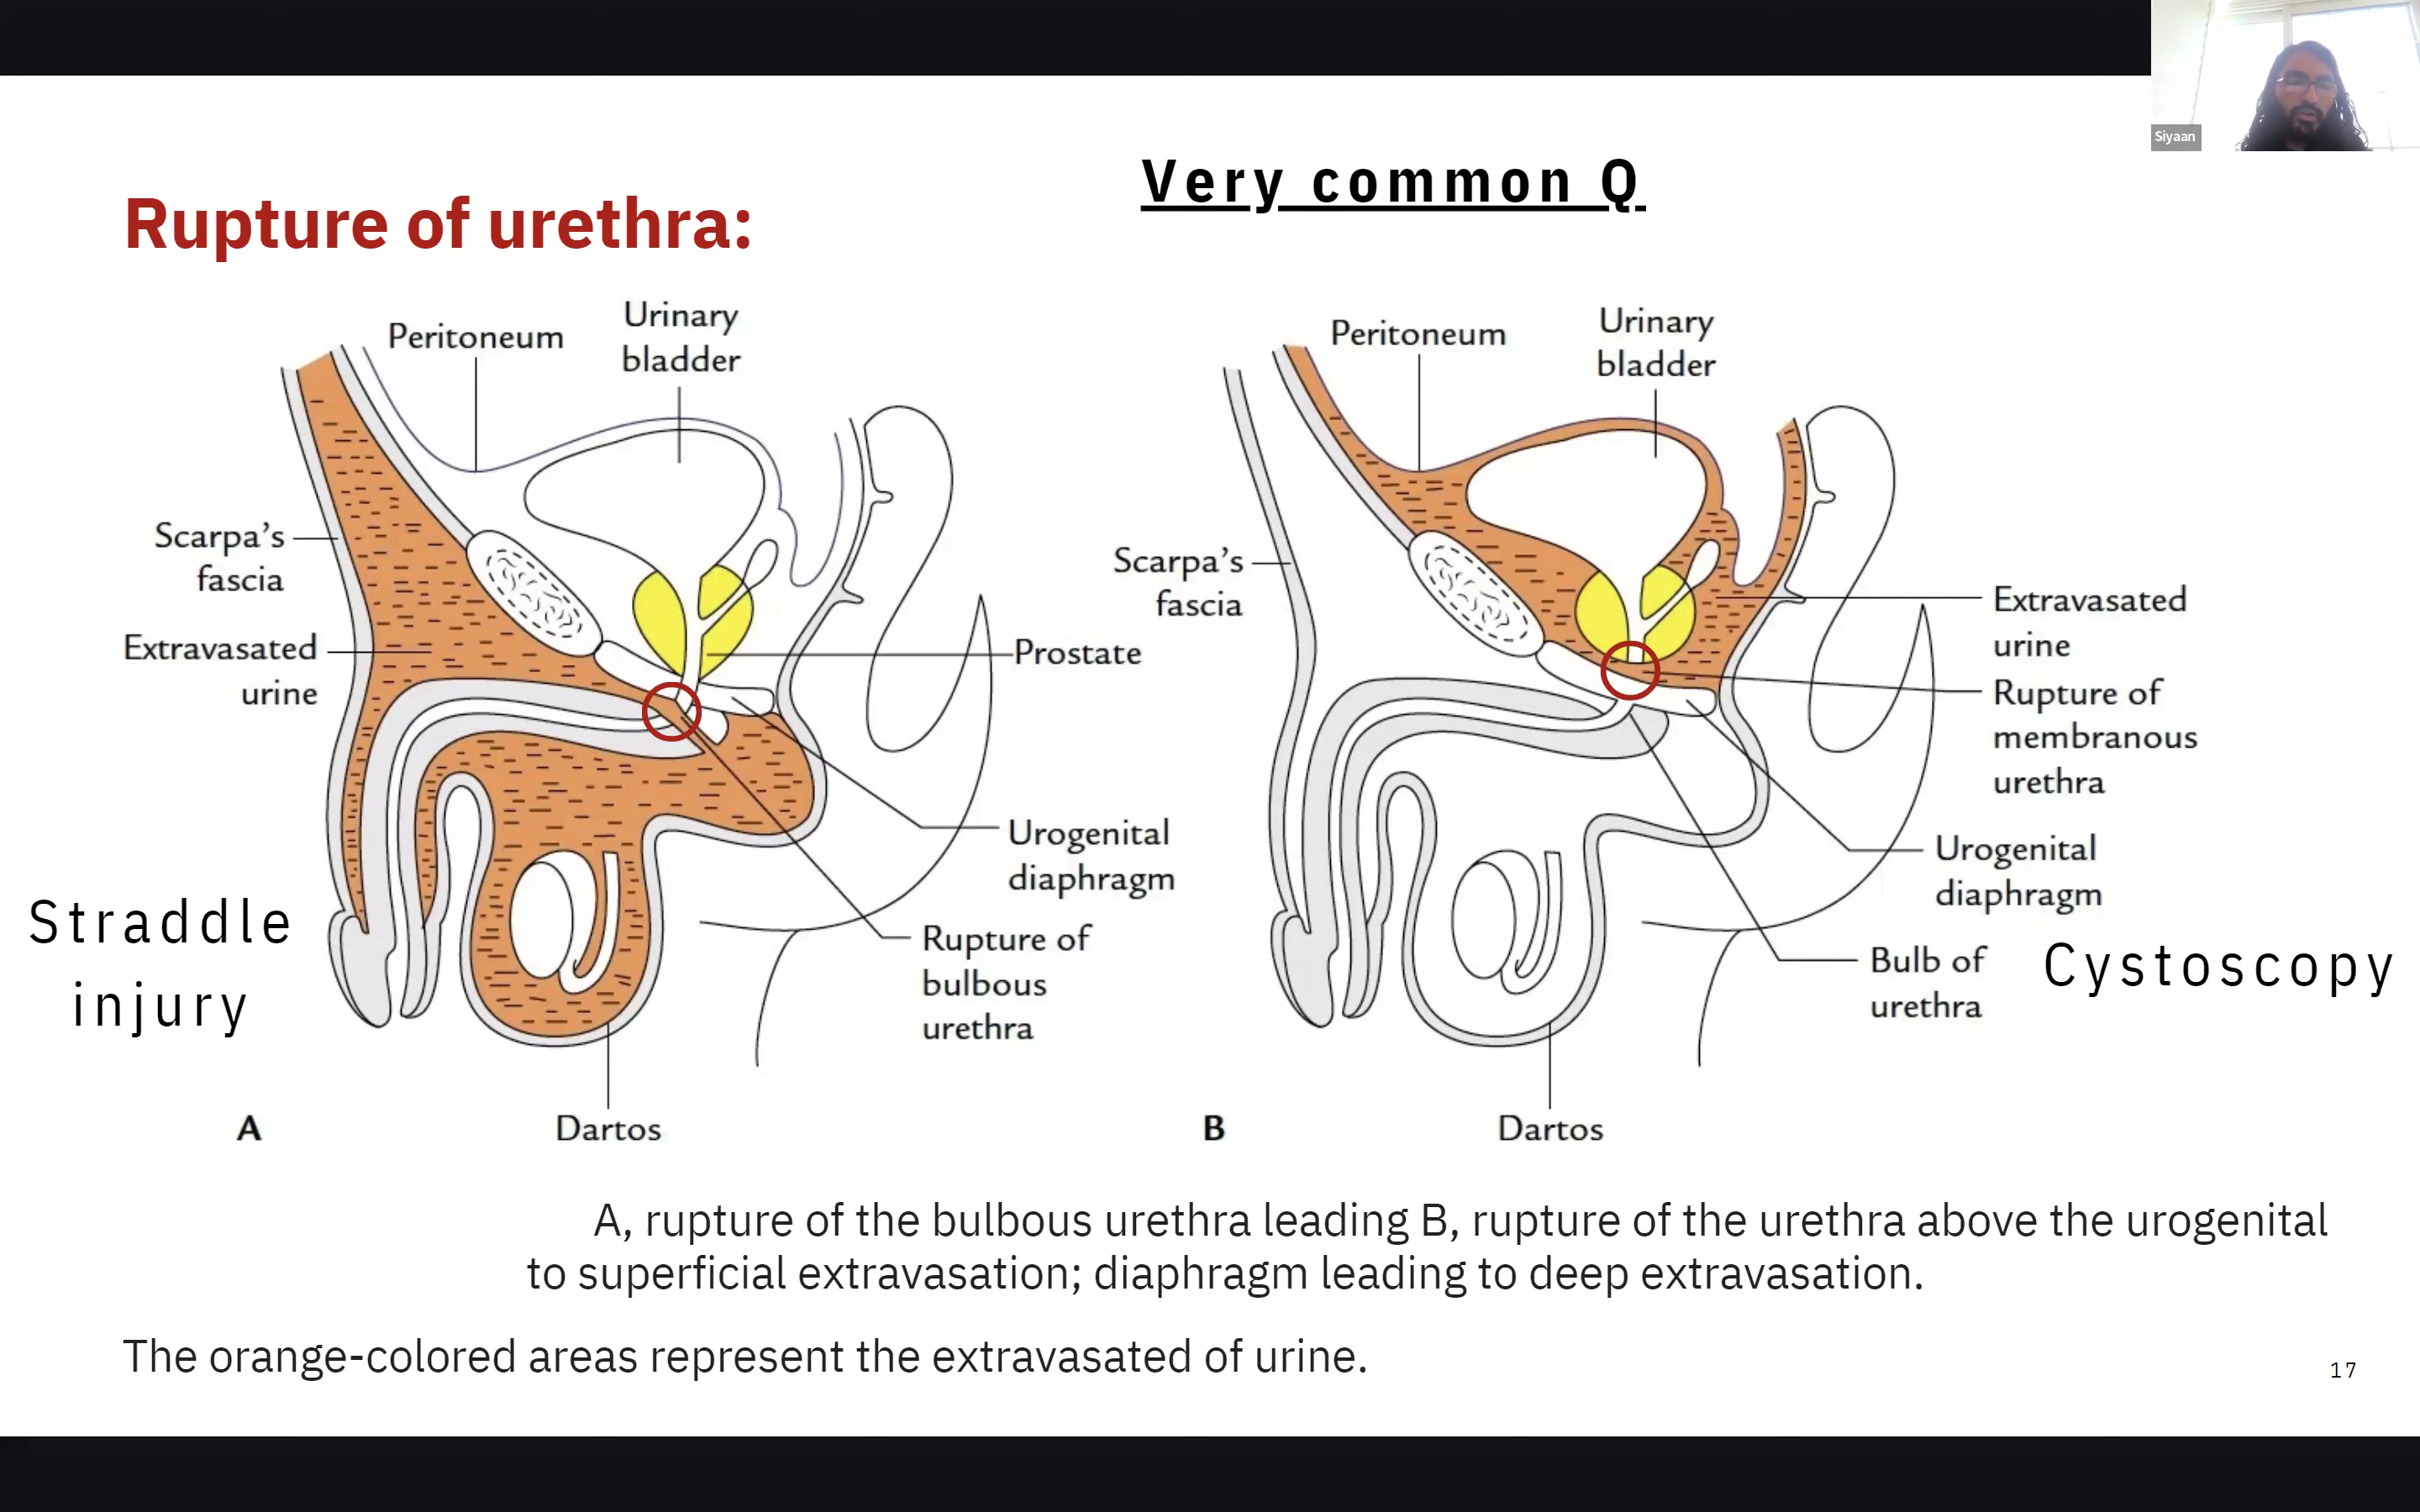 Siyaan
Very common Q
Rupture of urethra:
Peritoneum
Urinary
bladder
Scarpa's
fascia
Extravasated
urine
Prostate
Urogenital
diaphragm
Rupture of
bulbous
urethra
Straddle
injury
A
Dartos
Peritoneum
Urinary
bladder
Scarpa's
fascia
Extravasated
urine
Rupture of
membranous
urethra
Urogenital
diaphragm
Bulb of
urethra
Cystoscopy
B
Dartos
A, rupture of the bulbous urethra leading B, rupture of the urethra above the urogenital
to superficial extravasation; diaphragm leading to deep extravasation.
The orange-colored areas represent the extravasated of urine.
17